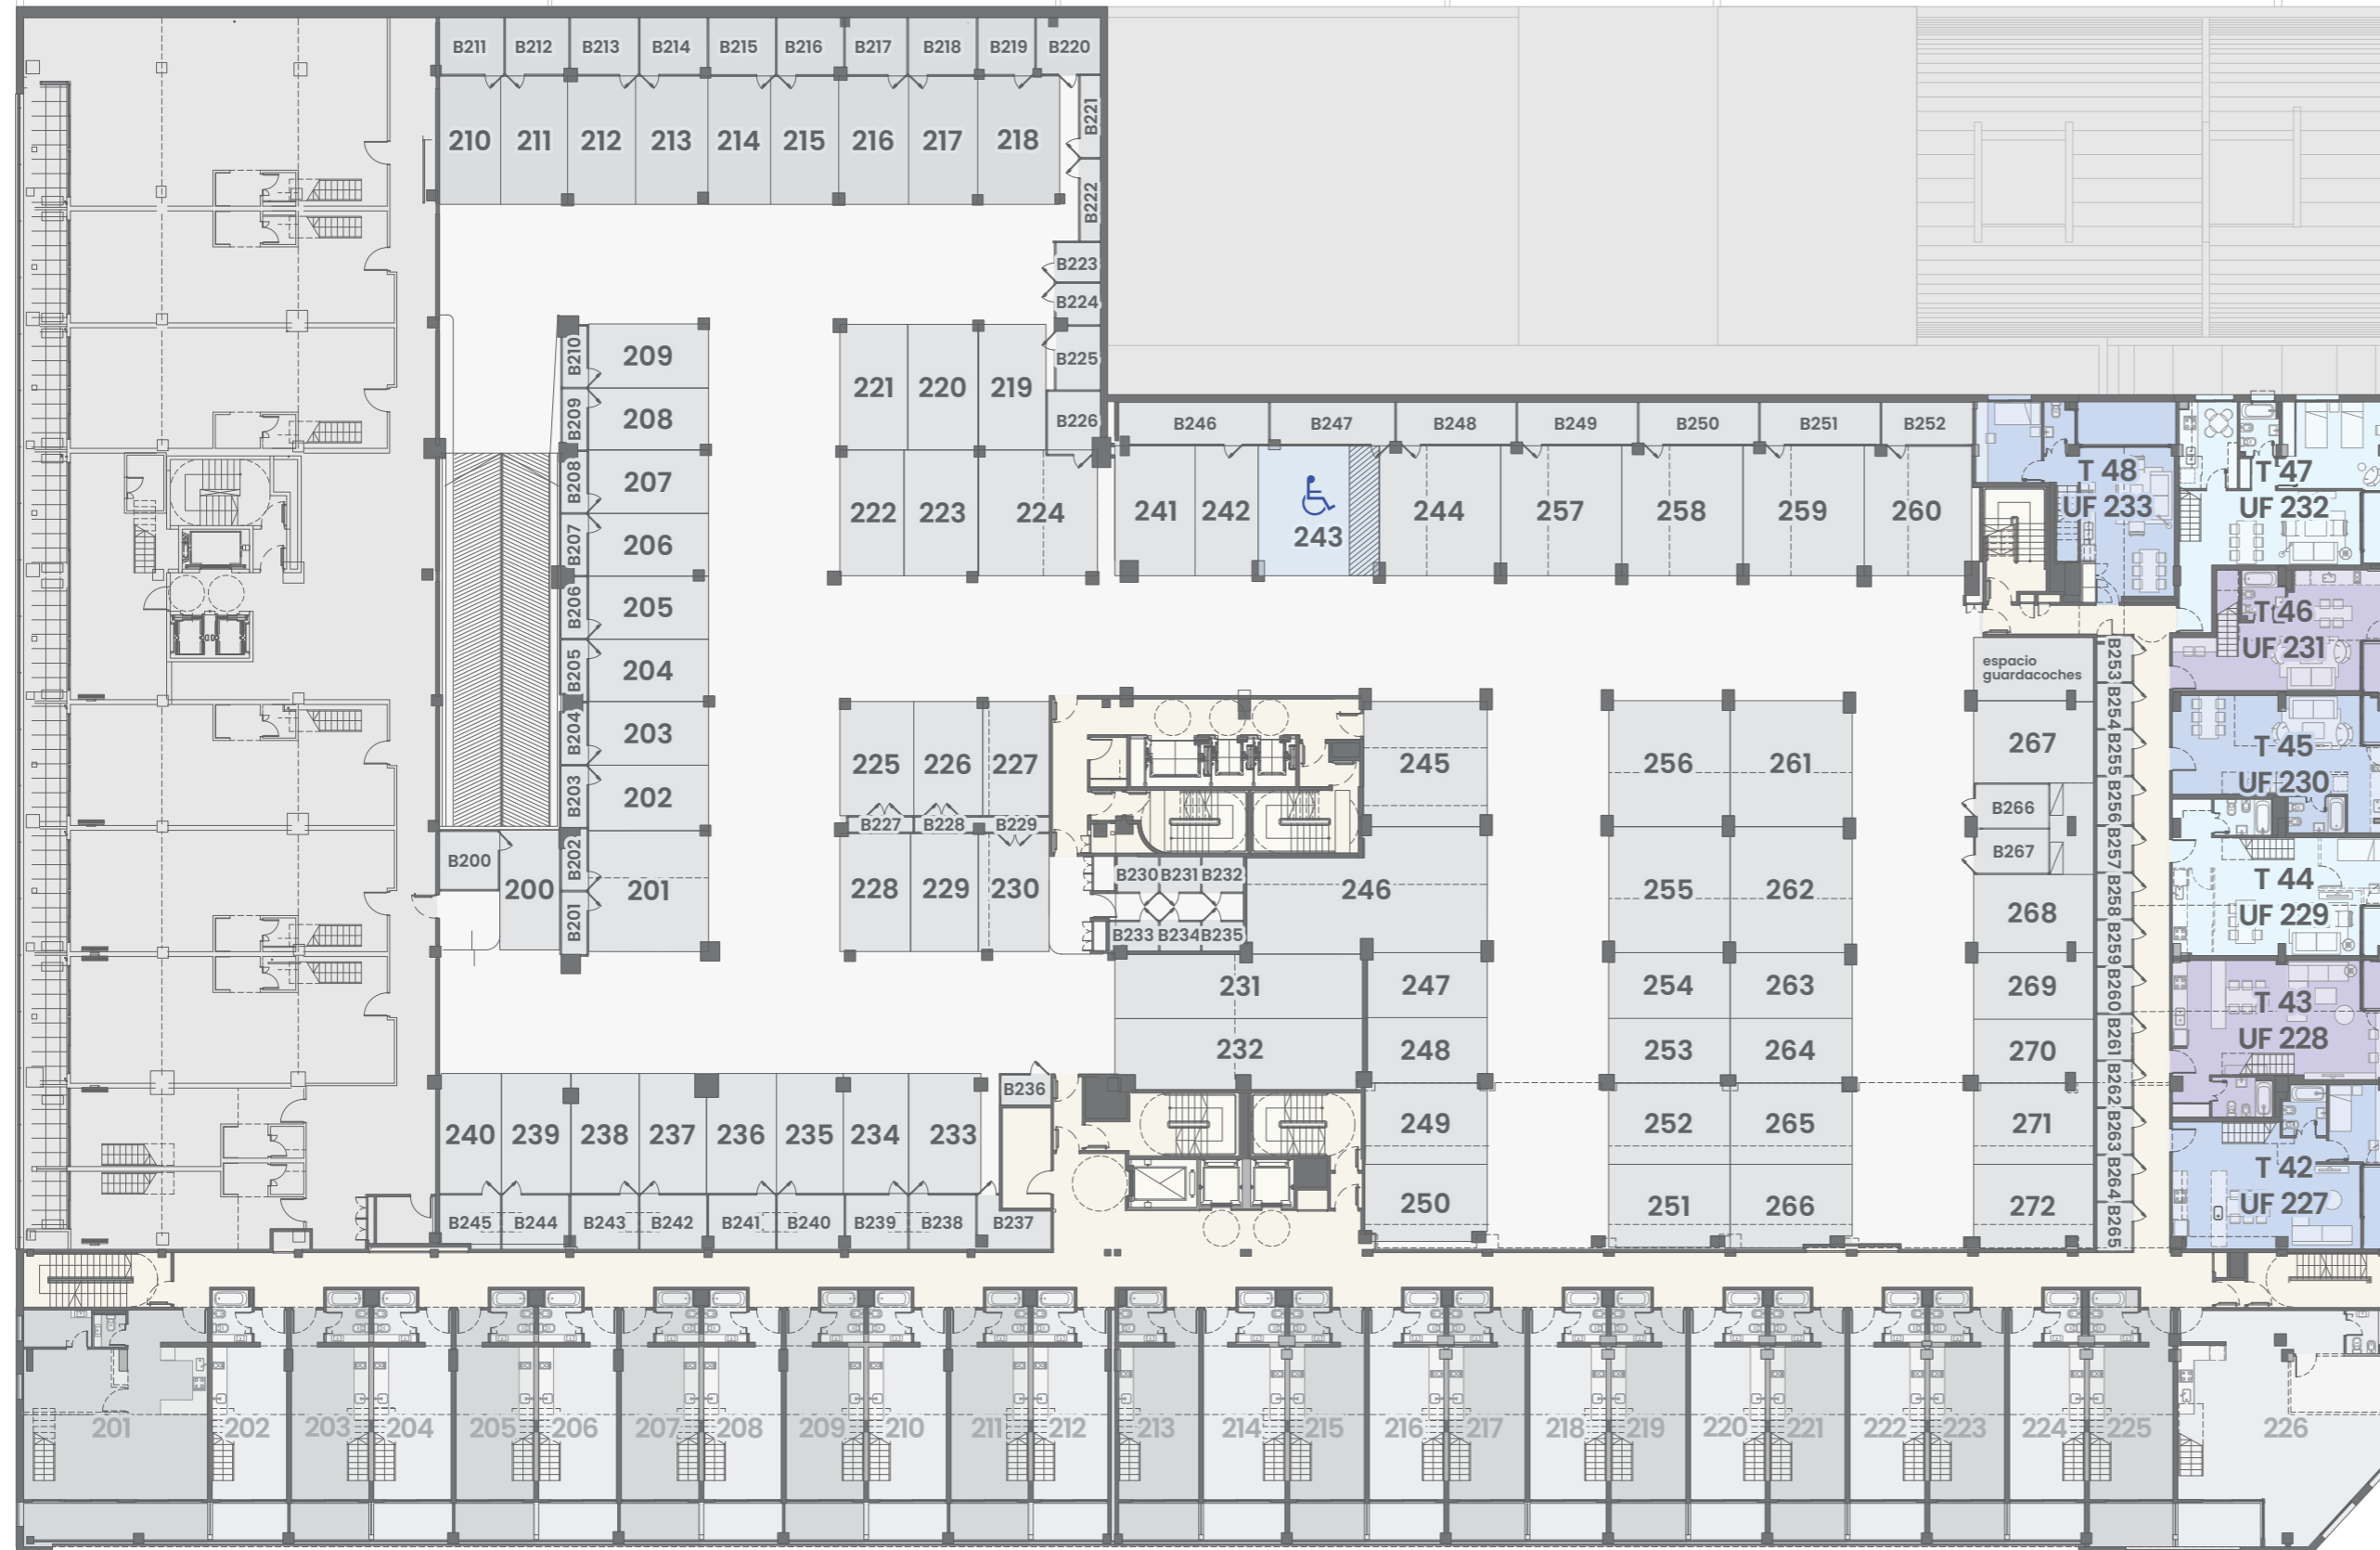 B211 B212 B213 B214 B215 B216 B217 B218 B219 B220
B221
210 211 212 213 214 215 216 217 218
B222
B223
B224
B225
B226
B210 209
B209 208
B208 207
B207 206
B206 205
B205 204
B204 203
B203 202
B202 201
B201
B200
200
221 220 219
222 223 224
B246 B247 B248 B249 B250 B251 B252
241 242 243 244 257 258 259 260
T 48
UF 233
T 47
UF 232
T 46
UF 231
T 45
UF 230
T 44
UF 229
T 43
UF 228
T 42
UF 227
espacio
guardacoches
225 226 227
B227 B228 B229
228 229 230
B230 B231 B232
B233 B234 B235
245
246
231 247
232 248
249
250
256 261
255 262
254 263
253 264
252 265
251 266
267
B266
B267
268
269
270
271
272
B253
B254
B255
B256
B257
B258
B259
B260
B261
B262
B263
B264
B265
B236
240 239 238 237 236 235 234 233
B245 B244 B243 B242 B241 B240 B239 B238 B237
201 202 203 204 205 206 207 208 209 210 211 212 213 214 215 216 217 218 219 220 221 222 223 224 225 226